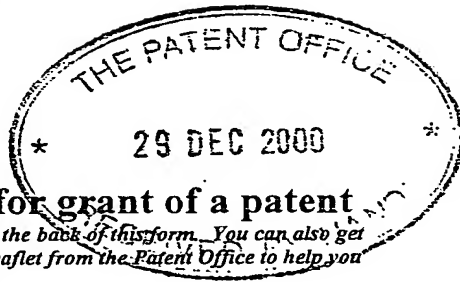 THE PATENT OFFICE
* 29 DEC 2000 *
for grant of a patent
the back of this form. You can also get
leaflet from the Patent Office to help you